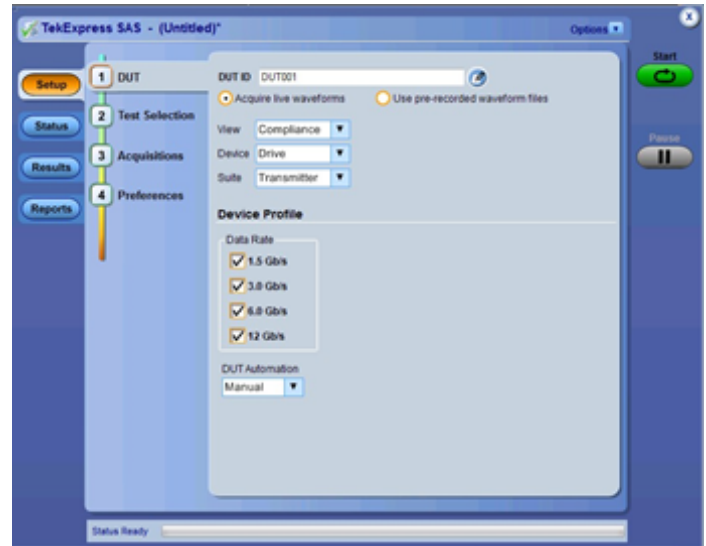 TekExpress SAS - (Untitled)*
Options
x
Start
Pause
Setup
Status
Results
Reports
1 DUT
2 Test Selection
3 Acquisitions
4 Preferences
DUT ID DUT001
Acquire live waveforms Use pre-recorded waveform files
View Compliance
Device Drive
Suite Transmitter
Device Profile
Data Rate
1.5 Gb/s
3.0 Gb/s
6.0 Gb/s
12 Gb/s
DUT Automation
Manual
Status Ready